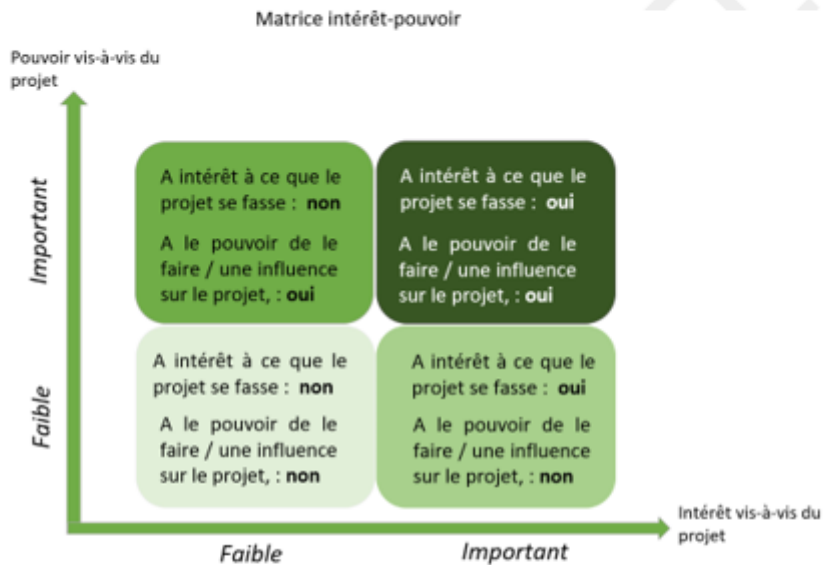 Matrice intérêt-pouvoir
Pouvoir vis-à-vis du
projet
Important
A intérêt à ce que le
projet se fasse : non
A le pouvoir de le
faire / une influence
sur le projet, : oui
A intérêt à ce que le
projet se fasse : oui
A le pouvoir de le
faire / une influence
sur le projet, : oui
Faible
A intérêt à ce que le
projet se fasse : non
A le pouvoir de le
faire / une influence
sur le projet, : non
A intérêt à ce que le
projet se fasse : oui
A le pouvoir de le
faire / une influence
sur le projet, : non
Intérêt vis-à-vis du
projet
Faible
Important